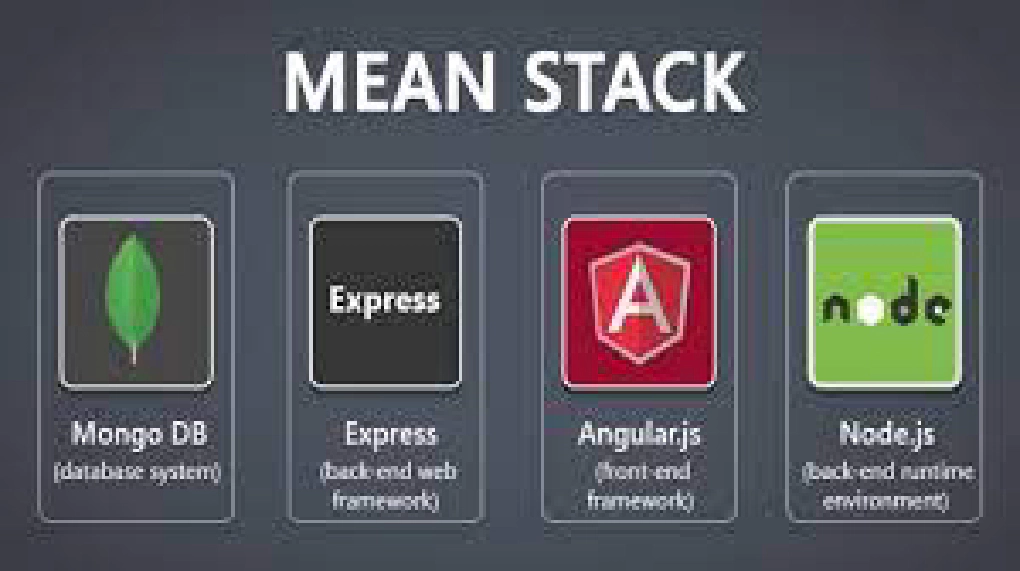 MEAN STACK
Express
node
Mongo DB
(database system)
Express
(back-end web
framework)
Angular.js
(front-end
framework)
Node.js
(back-end runtime
environment)